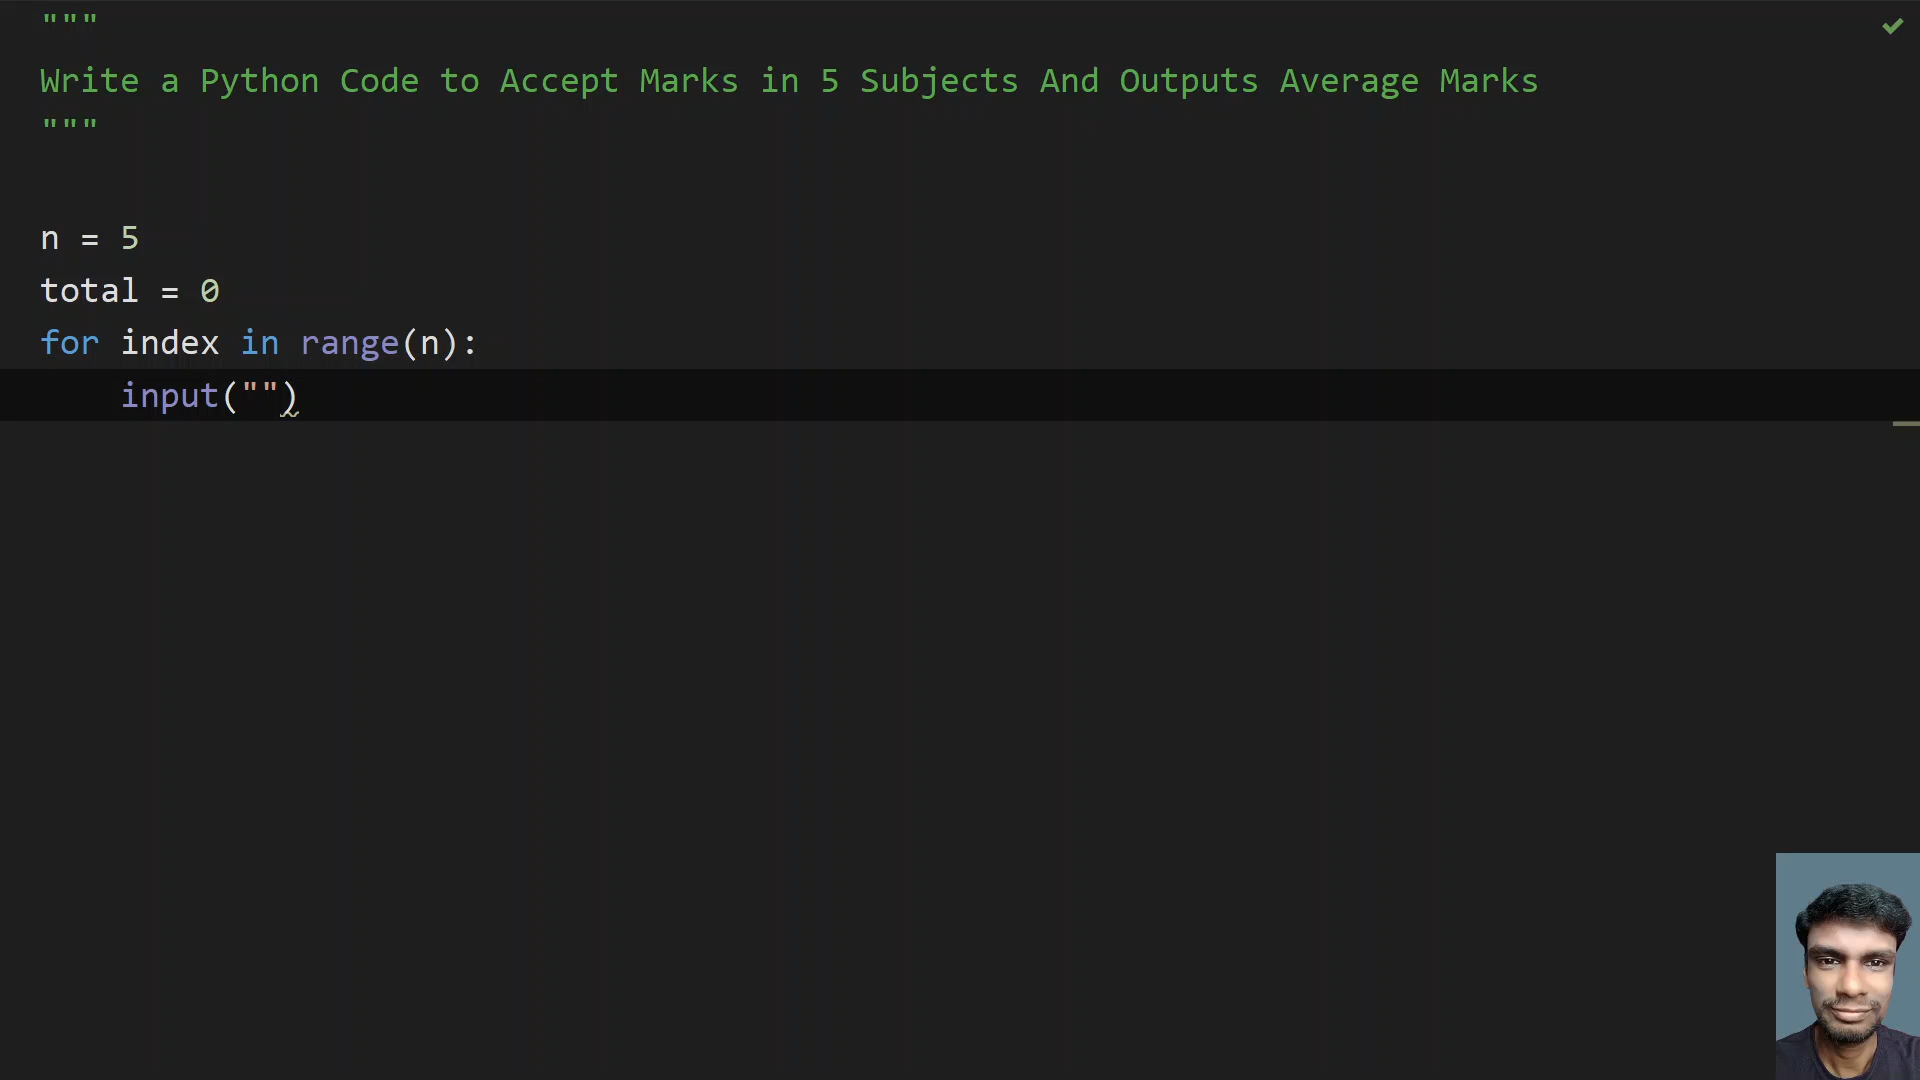 """
Write a Python Code to Accept Marks in 5 Subjects And Outputs Average Marks
"""
n = 5
total = 0
for index in range(n):
    input("")